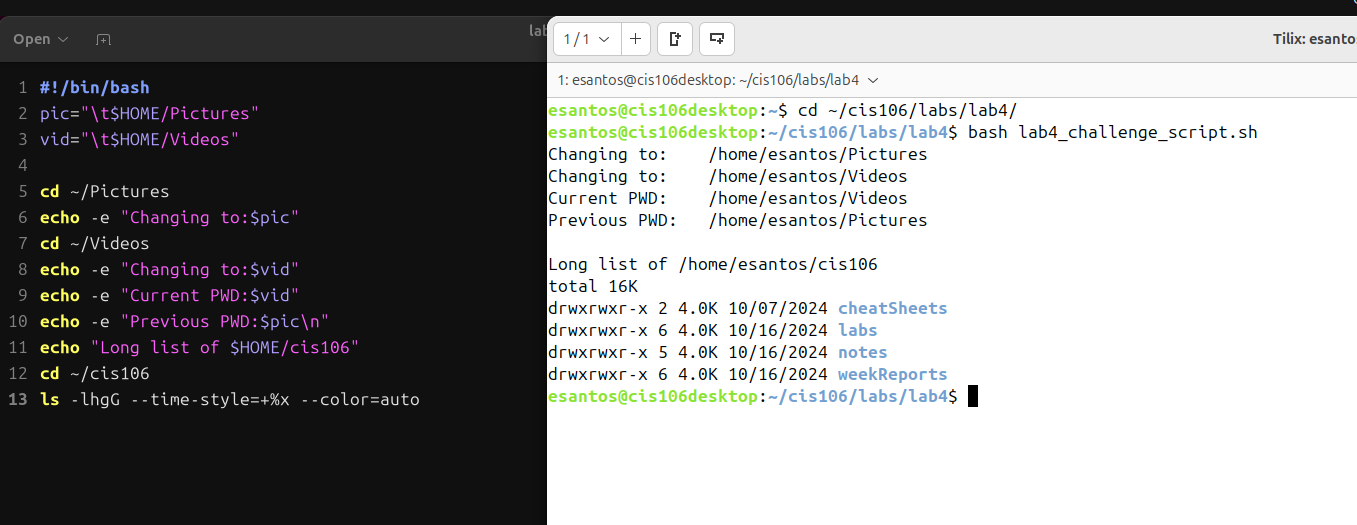 Open
lab
1 #!/bin/bash
2 pic="\t$HOME/Pictures"
3 vid="\t$HOME/Videos"
4
5 cd ~/Pictures
6 echo -e "Changing to:$pic"
7 cd ~/Videos
8 echo -e "Changing to:$vid"
9 echo -e "Current PWD:$vid"
10 echo -e "Previous PWD:$pic\n"
11 echo "Long list of $HOME/cis106"
12 cd ~/cis106
13 ls -lhgG --time-style=+%x --color=auto
1 / 1
Tilix: esanto
1: esantos@cis106desktop: ~/cis106/labs/lab4
esantos@cis106desktop:~$ cd ~/cis106/labs/lab4/
esantos@cis106desktop:~/cis106/labs/lab4$ bash lab4_challenge_script.sh
Changing to:    /home/esantos/Pictures
Changing to:    /home/esantos/Videos
Current PWD:    /home/esantos/Videos
Previous PWD:   /home/esantos/Pictures

Long list of /home/esantos/cis106
total 16K
drwxrwxr-x 2 4.0K 10/07/2024 cheatSheets
drwxrwxr-x 6 4.0K 10/16/2024 labs
drwxrwxr-x 5 4.0K 10/16/2024 notes
drwxrwxr-x 6 4.0K 10/16/2024 weekReports
esantos@cis106desktop:~/cis106/labs/lab4$